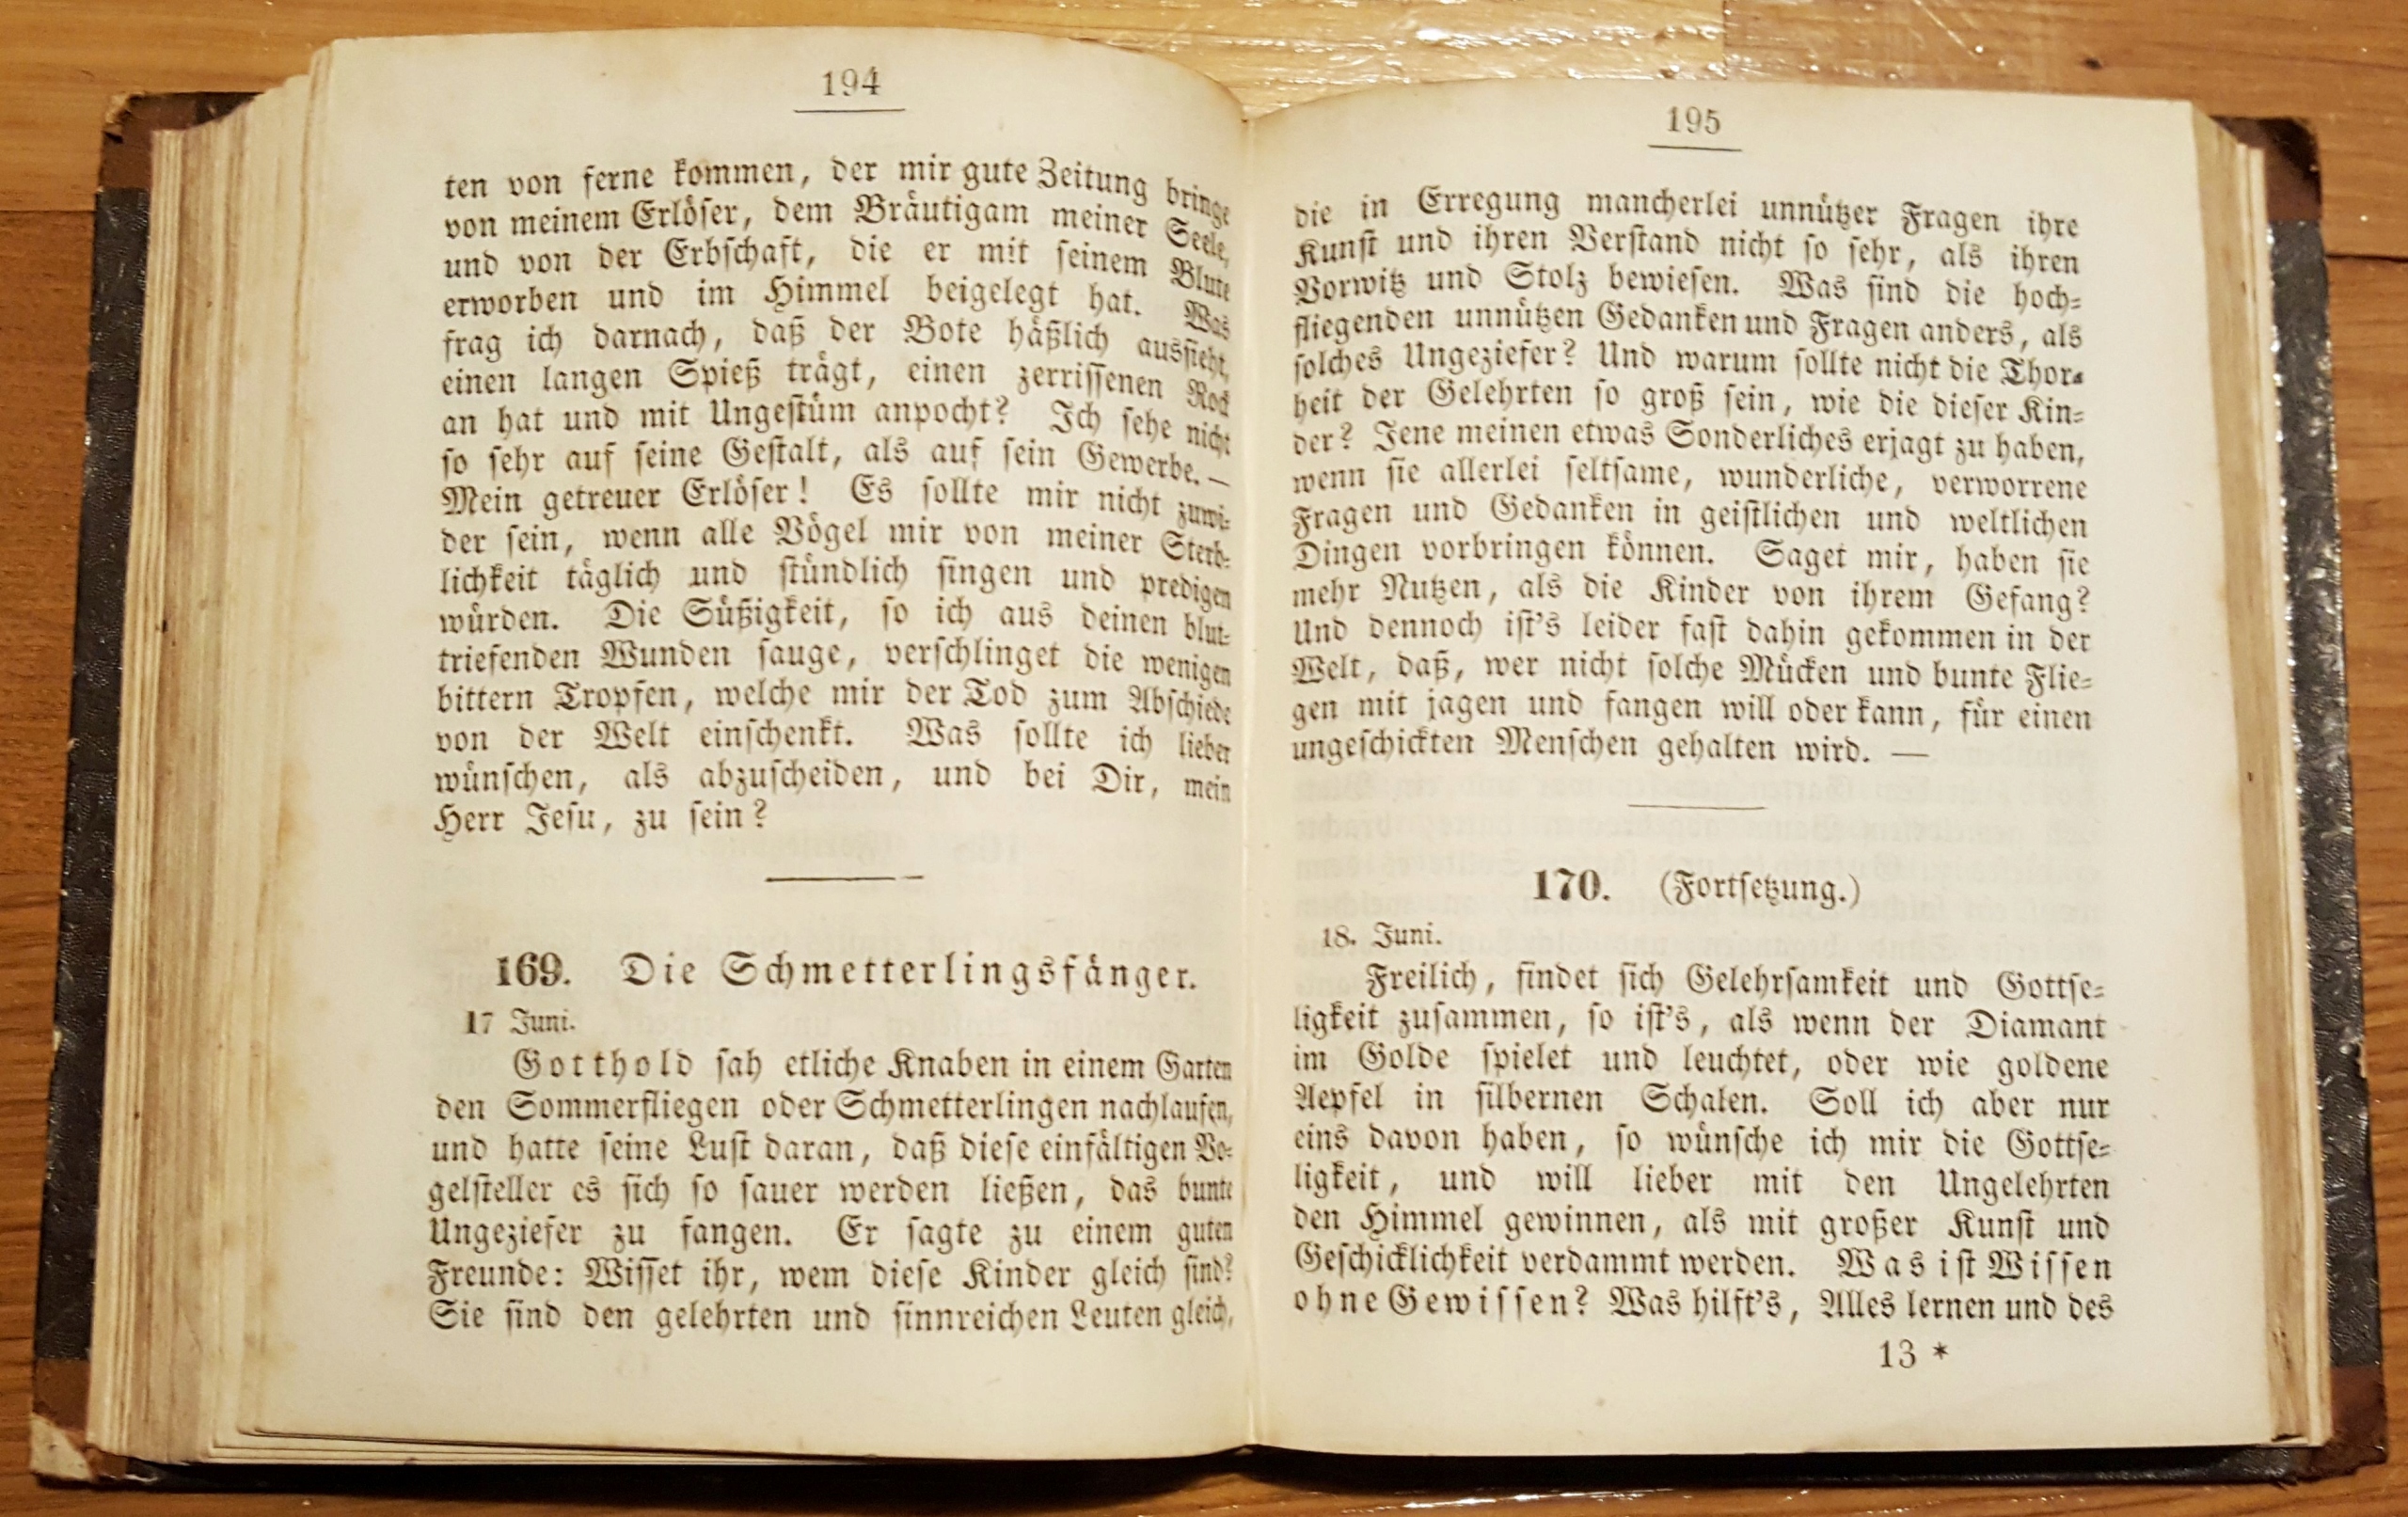 194
ten von ferne kommen, der mir gute Zeitung bringe
von meinem Erlöser, dem Bräutigam meiner Seele,
und von der Erbschaft, die er mit seinem Blute
erworben und im Himmel beigelegt hat. Was
frag ich darnach, daß der Bote häßlich aussieht,
einen langen Spieß trägt, einen zerrissenen Rock
an hat und mit Ungestüm anpocht? Ich sehe nicht
so sehr auf seine Gestalt, als auf sein Gewerbe. —
Mein getreuer Erlöser! Es sollte mir nicht zuwi-
der sein, wenn alle Vögel mir von meiner Sterb-
lichkeit täglich und stündlich singen und predigen
würden. Die Süßigkeit, so ich aus deinen blut-
triefenden Wunden sauge, verschlinget die wenigen
bittern Tropfen, welche mir der Tod zum Abschiede
von der Welt einschenkt. Was sollte ich lieber
wünschen, als abzuscheiden, und bei Dir, mein
Herr Jesu, zu sein?
169. Die Schmetterlingsfänger.
17 Juni.
Gotthold sah etliche Knaben in einem Garten
den Sommerfliegen oder Schmetterlingen nachlaufen,
und hatte seine Lust daran, daß diese einfältigen Vo-
gelsteller es sich so sauer werden ließen, das bunte
Ungeziefer zu fangen. Er sagte zu einem guten
Freunde: Wisset ihr, wem diese Kinder gleich sind?
Sie sind den gelehrten und sinnreichen Leuten gleich,
195
die in Erregung mancherlei unnützer Fragen ihre
Kunst und ihren Verstand nicht so sehr, als ihren
Vorwitz und Stolz bewiesen. Was sind die hoch-
fliegenden unnützen Gedanken und Fragen anders, als
solches Ungeziefer? Und warum sollte nicht die Thor-
heit der Gelehrten so groß sein, wie die dieser Kin-
der? Jene meinen etwas Sonderliches erjagt zu haben,
wenn sie allerlei seltsame, wunderliche, verworrene
Fragen und Gedanken in geistlichen und weltlichen
Dingen vorbringen können. Saget mir, haben sie
mehr Nutzen, als die Kinder von ihrem Gefang?
Und dennoch ist's leider fast dahin gekommen in der
Welt, daß, wer nicht solche Mücken und bunte Flie-
gen mit jagen und fangen will oder kann, für einen
ungeschickten Menschen gehalten wird. —
170. (Fortsetzung.)
18. Juni.
Freilich, findet sich Gelehrsamkeit und Gottse-
ligkeit zusammen, so ist's, als wenn der Diamant
im Golde spielet und leuchtet, oder wie goldene
Aepfel in silbernen Schalen. Soll ich aber nur
eins davon haben, so wünsche ich mir die Gottse-
ligkeit, und will lieber mit den Ungelehrten
den Himmel gewinnen, als mit großer Kunst und
Geschicklichkeit verdammt werden. Was ist Wissen
ohne Gewissen? Was hilft's, Alles lernen und des
13 *